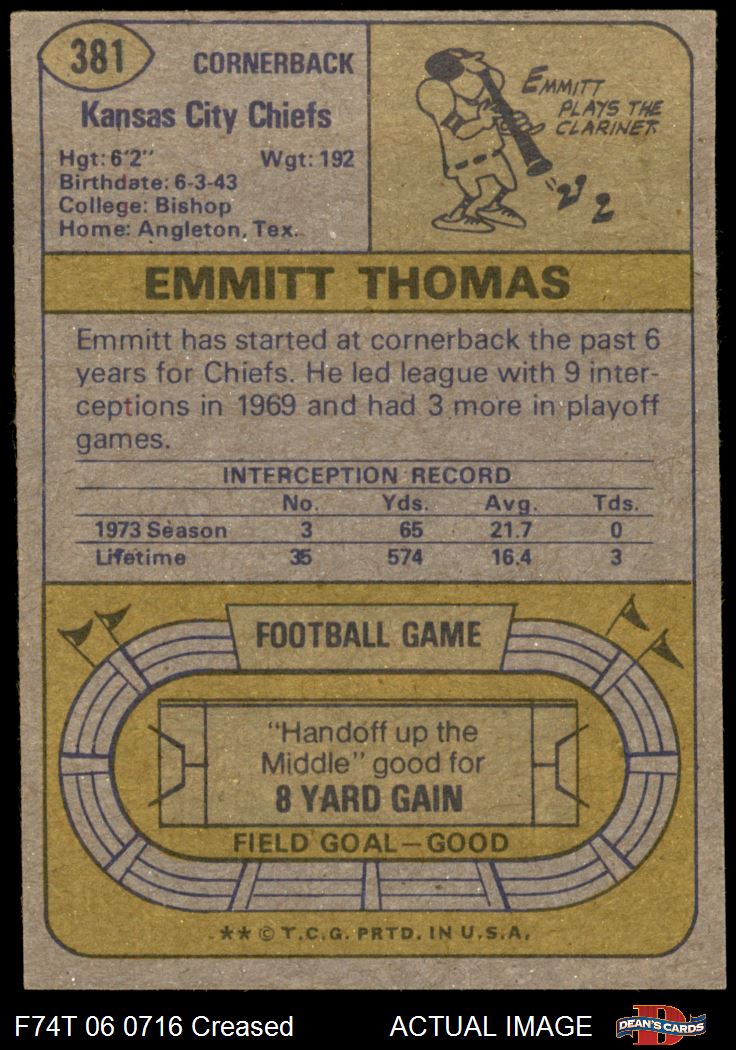 381
CORNERBACK
Kansas City Chiefs
Hgt: 6'2" Wgt: 192
Birthdate: 6-3-43
College: Bishop
Home: Angleton, Tex.
EMMITT
PLAYS THE
CLARINET
EMMITT THOMAS
Emmitt has started at cornerback the past 6
years for Chiefs. He led league with 9 inter-
ceptions in 1969 and had 3 more in playoff
games.
INTERCEPTION RECORD
No. Yds. Avg. Tds.
1973 Season 3 65 21.7 0
Lifetime 35 574 16.4 3
FOOTBALL GAME
"Handoff up the
Middle" good for
8 YARD GAIN
FIELD GOAL—GOOD
** © T.C.G. PRTD. IN U.S.A.
F74T 06 0716 Creased ACTUAL IMAGE DEAN'S CARDS